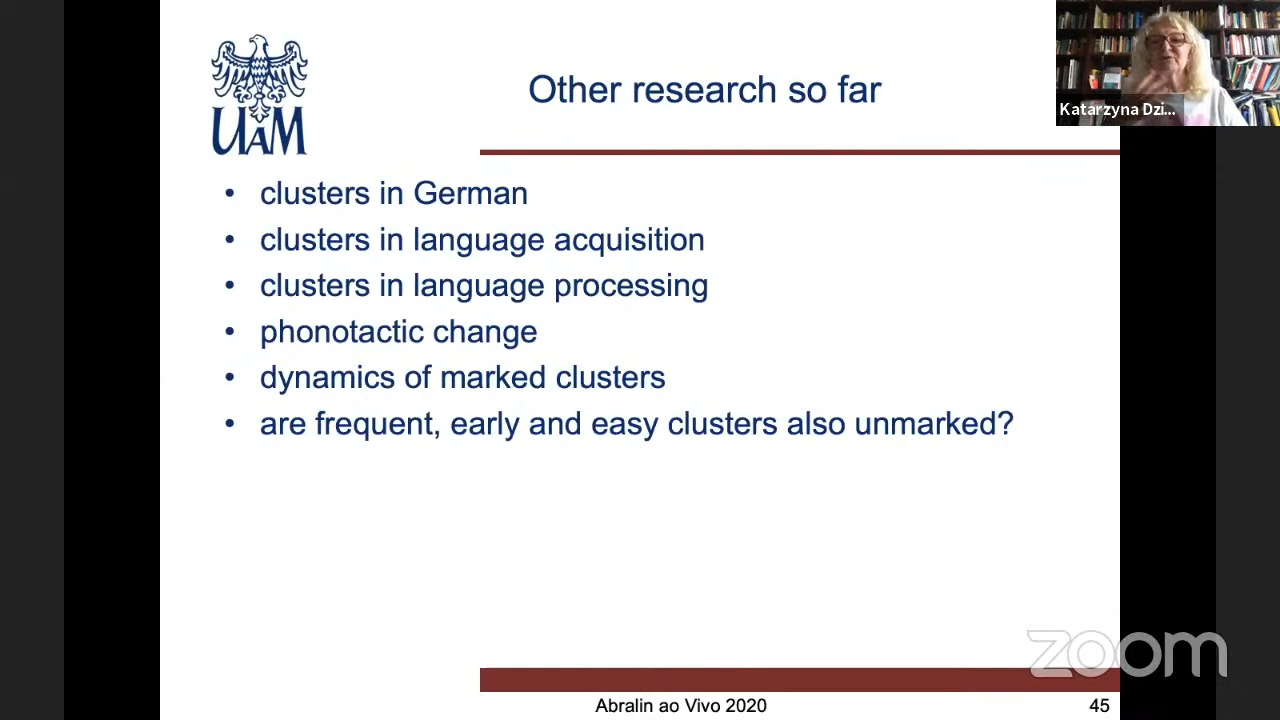 UAM
Other research so far
Katarzyna Dzi...
• clusters in German
• clusters in language acquisition
• clusters in language processing
• phonotactic change
• dynamics of marked clusters
• are frequent, early and easy clusters also unmarked?
zoom
Abralin ao Vivo 2020
45